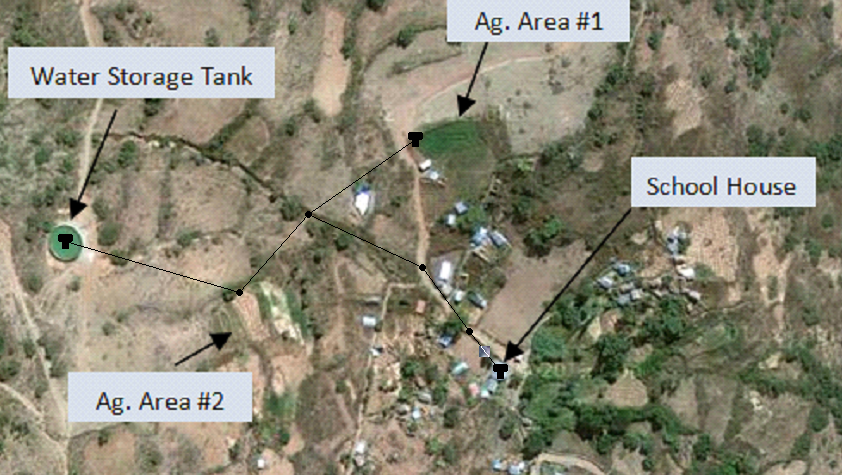 Ag. Area #1
Water Storage Tank
School House
Ag. Area #2